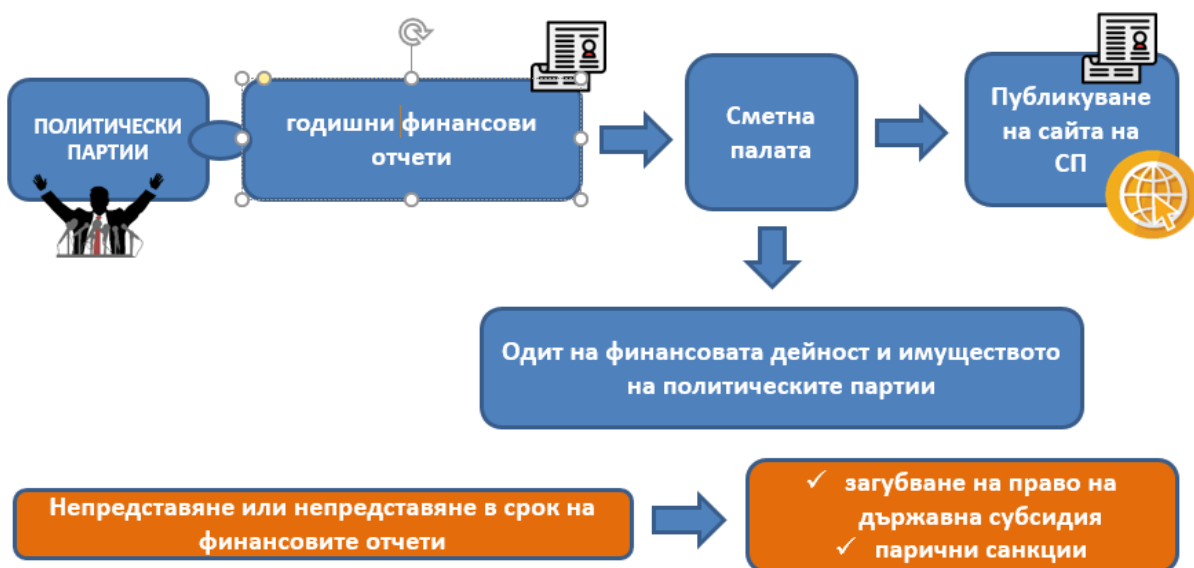 ПОЛИТИЧЕСКИ
ПАРТИИ
годишни финансови
отчети
Сметна
палата
Публикуване
на сайта на
СП
Одит на финансовата дейност и имуществото
на политическите партии
Непредставяне или непредставяне в срок на
финансовите отчети
✓ загубване на право на
държавна субсидия
✓ парични санкции